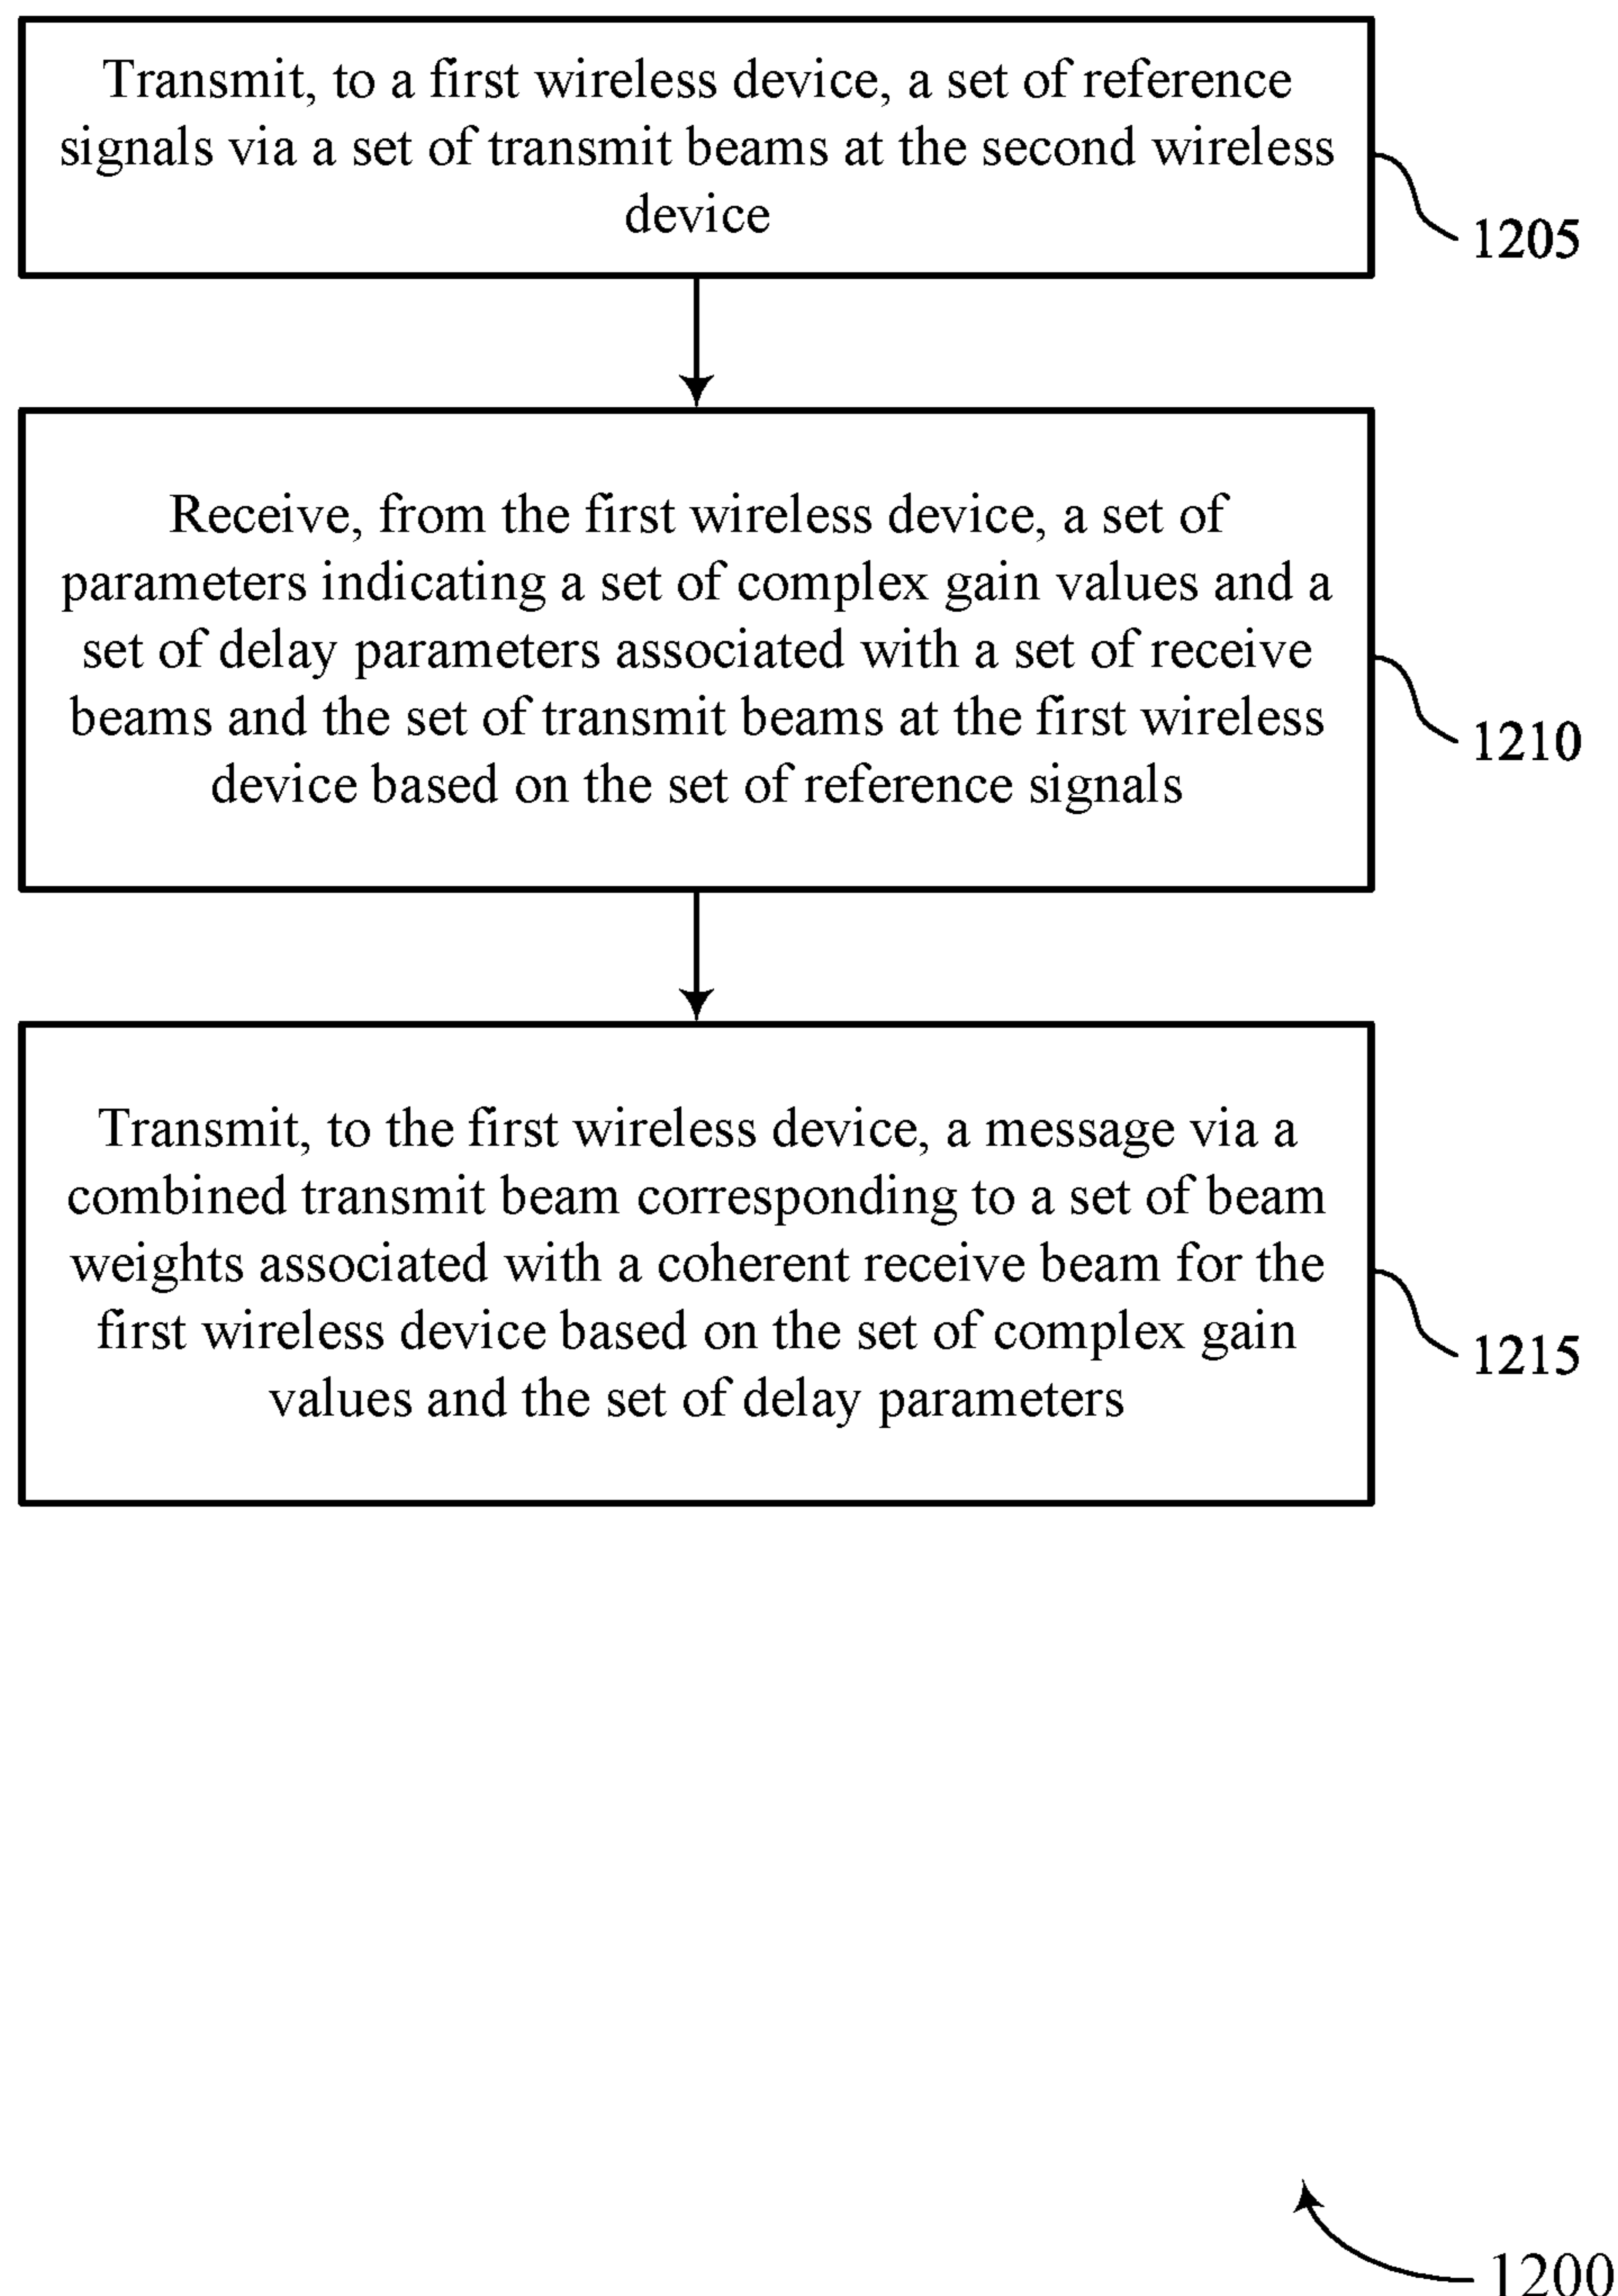 Transmit, to a first wireless device, a set of reference
signals via a set of transmit beams at the second wireless
device
1205
Receive, from the first wireless device, a set of
parameters indicating a set of complex gain values and a
set of delay parameters associated with a set of receive
beams and the set of transmit beams at the first wireless
device based on the set of reference signals
1210
Transmit, to the first wireless device, a message via a
combined transmit beam corresponding to a set of beam
weights associated with a coherent receive beam for the
first wireless device based on the set of complex gain
values and the set of delay parameters
1215
1200